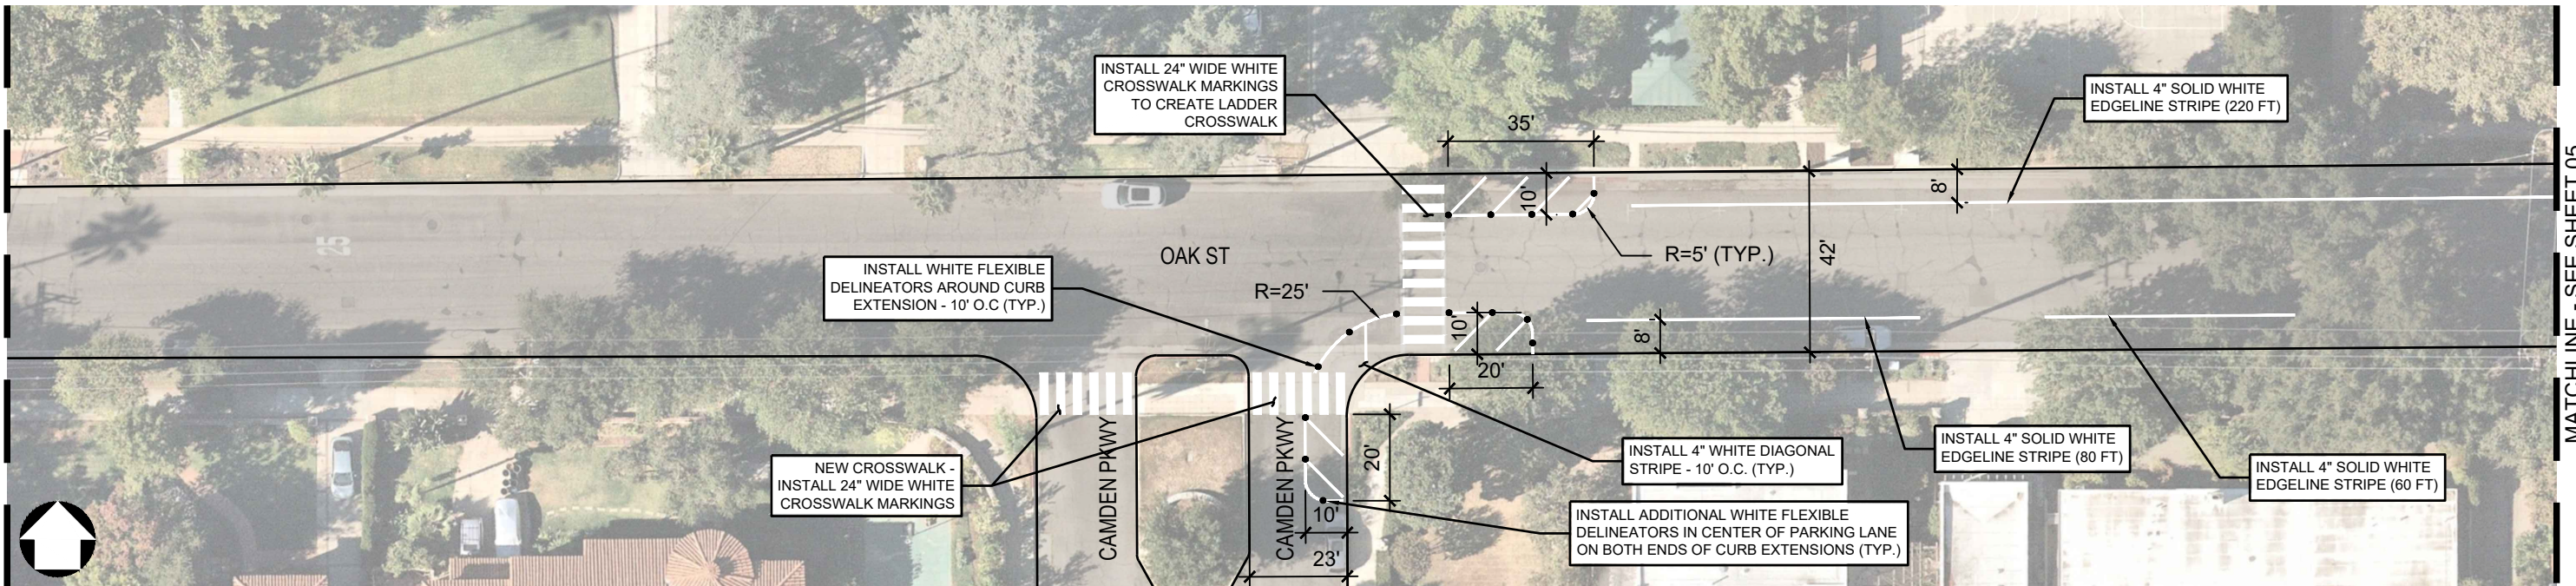 INSTALL 24" WIDE WHITE
CROSSWALK MARKINGS
TO CREATE LADDER
CROSSWALK
35'
10'
INSTALL 4" SOLID WHITE
EDGELINE STRIPE (220 FT)
8'
MATCHLINE - SEE SHEET 05
25
OAK ST
R=5' (TYP.)
42'
INSTALL WHITE FLEXIBLE
DELINEATORS AROUND CURB
EXTENSION - 10' O.C (TYP.)
R=25'
10'
8'
20'
NEW CROSSWALK -
INSTALL 24" WIDE WHITE
CROSSWALK MARKINGS
CAMDEN PKWY
CAMDEN PKWY
20'
10'
23'
INSTALL 4" WHITE DIAGONAL
STRIPE - 10' O.C. (TYP.)
INSTALL 4" SOLID WHITE
EDGELINE STRIPE (80 FT)
INSTALL 4" SOLID WHITE
EDGELINE STRIPE (60 FT)
INSTALL ADDITIONAL WHITE FLEXIBLE
DELINEATORS IN CENTER OF PARKING LANE
ON BOTH ENDS OF CURB EXTENSIONS (TYP.)